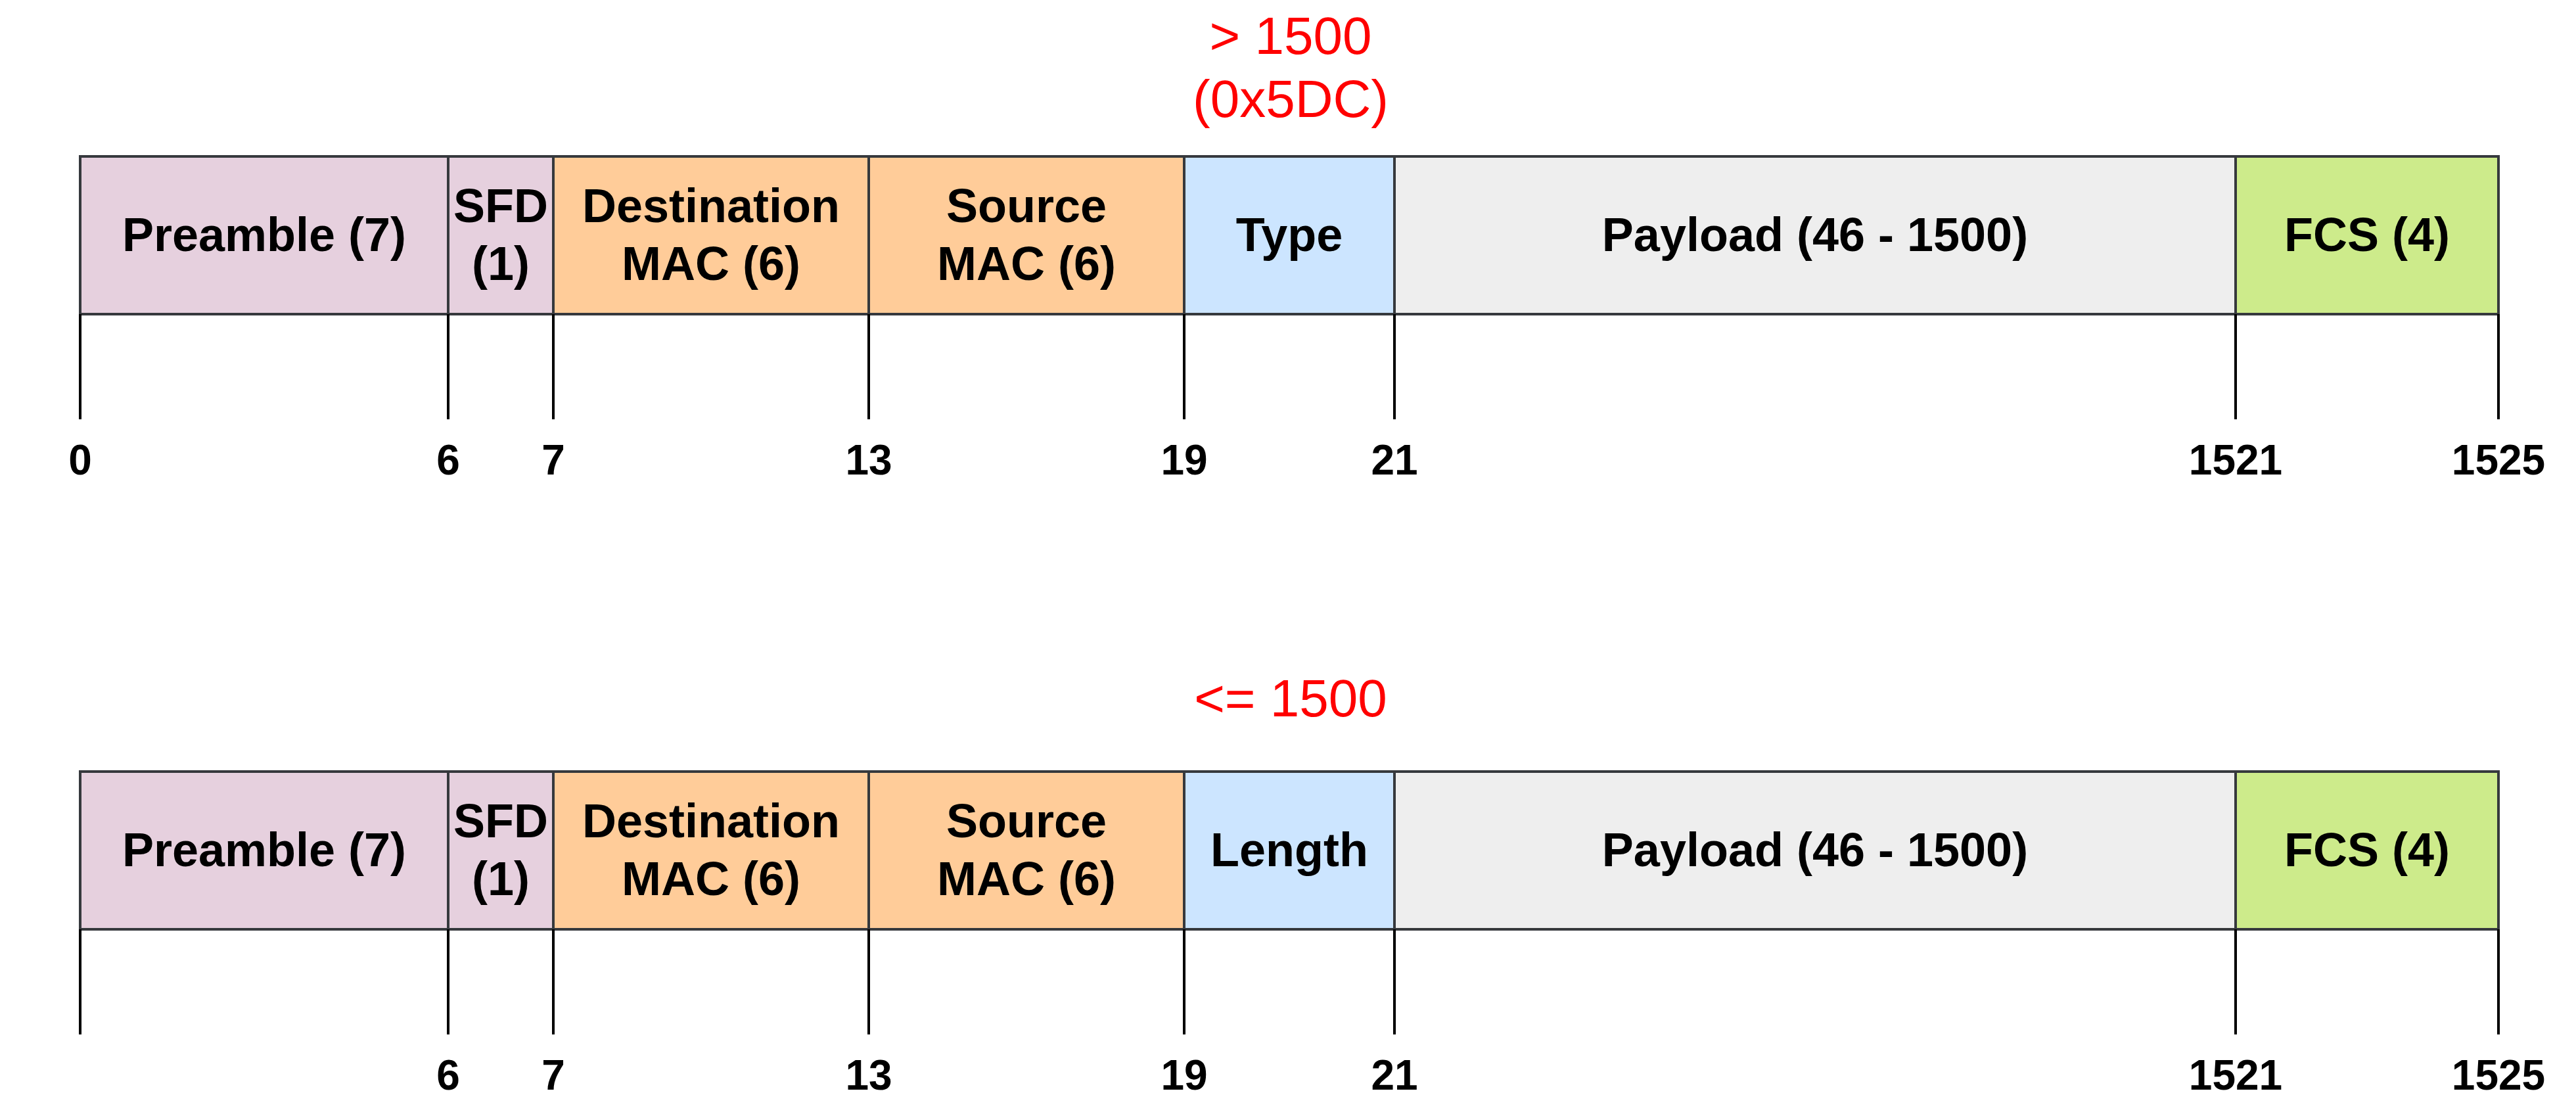 > 1500
(0x5DC)
Preamble (7)
SFD
(1)
Destination
MAC (6)
Source
MAC (6)
Type
Payload (46 - 1500)
FCS (4)
0
6
7
13
19
21
1521
1525
<= 1500
Preamble (7)
SFD
(1)
Destination
MAC (6)
Source
MAC (6)
Length
Payload (46 - 1500)
FCS (4)
6
7
13
19
21
1521
1525